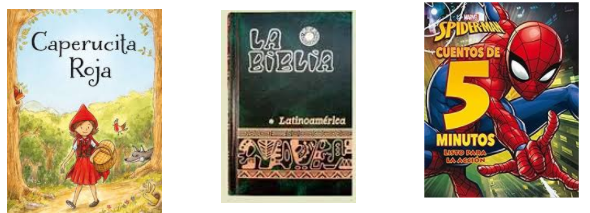 Caperucita
Roja
LA
BIBLIA
Latinoamérica
MARVEL
SPIDER-MAN
CUENTOS DE
5
MINUTOS
LISTO PARA
LA ACCIÓN